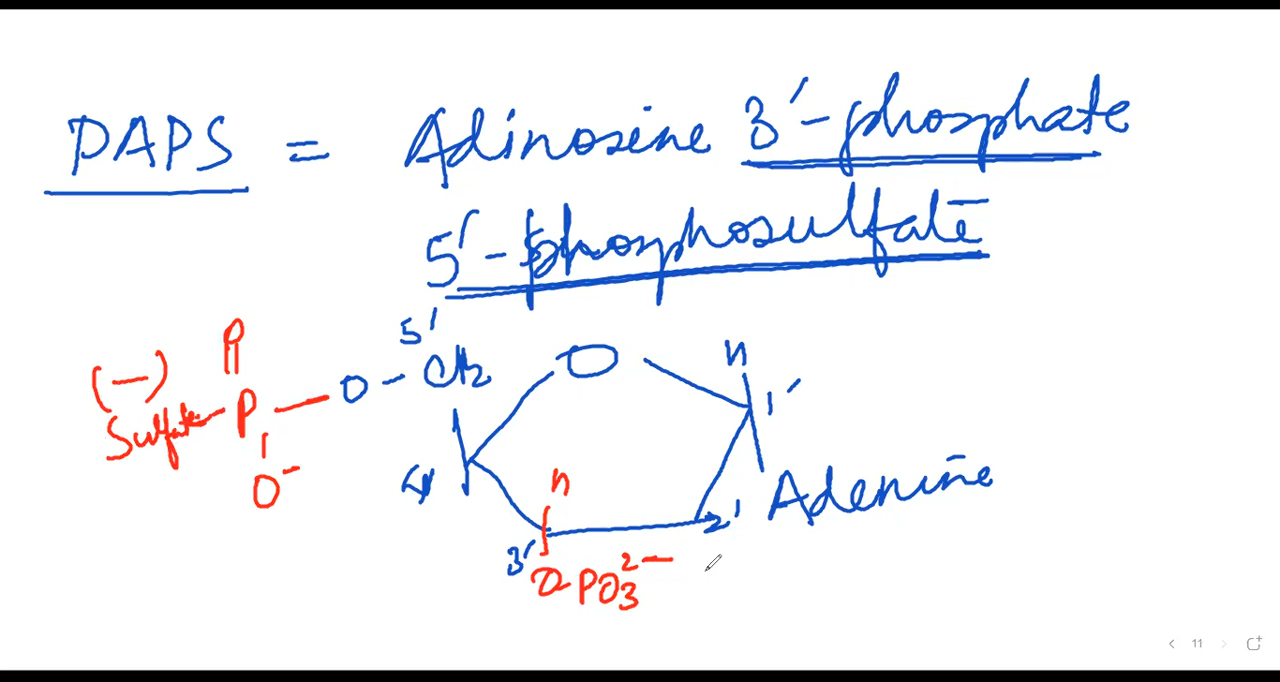 PAPS = Adinosine 3'-phosphate
5'-phosphosulfate
5'
O-CH2 O H
(-)
Sulfate-P-O
O-
4'
1'
Adenine
H
3' 2'
O-PO3 2-
11